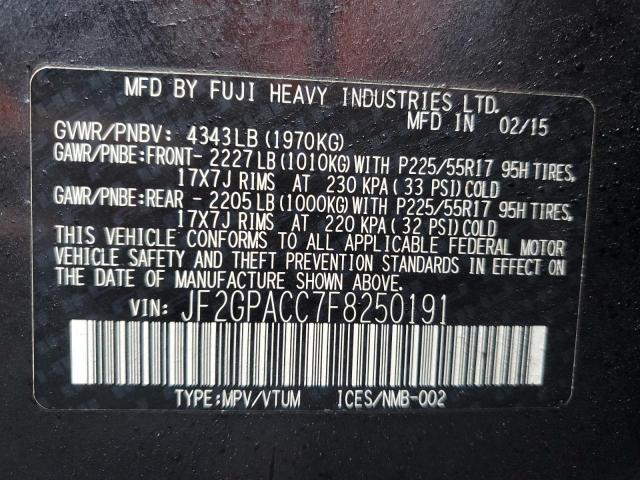 MFD BY FUJI HEAVY INDUSTRIES LTD.
MFD IN 02/15
GVWR/PNBV: 4343LB (1970KG)
GAWR/PNBE:FRONT- 2227LB (1010KG) WITH P225/55R17 95H TIRES,
17X7J RIMS AT 230 KPA ( 33 PSI) COLD
GAWR/PNBE:REAR - 2205LB (1000KG) WITH P225/55R17 95H TIRES,
17X7J RIMS AT 220 KPA ( 32 PSI) COLD
THIS VEHICLE CONFORMS TO ALL APPLICABLE FEDERAL MOTOR
VEHICLE SAFETY AND THEFT PREVENTION STANDARDS IN EFFECT ON
THE DATE OF MANUFACTURE SHOWN ABOVE.
VIN: JF2GPACC7F8250191
TYPE:MPV/VTUM ICES/NMB-002